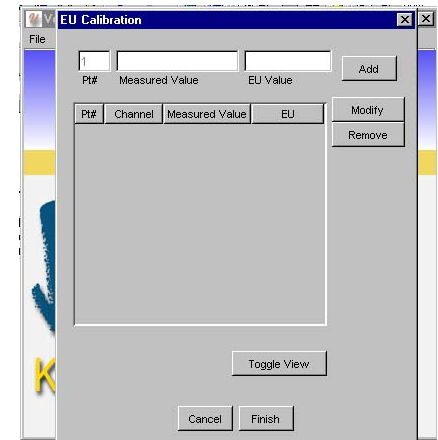 EU Calibration
File
1
Pt# Measured Value EU Value
Add
Pt# Channel Measured Value EU
Modify
Remove
Toggle View
Cancel Finish
K